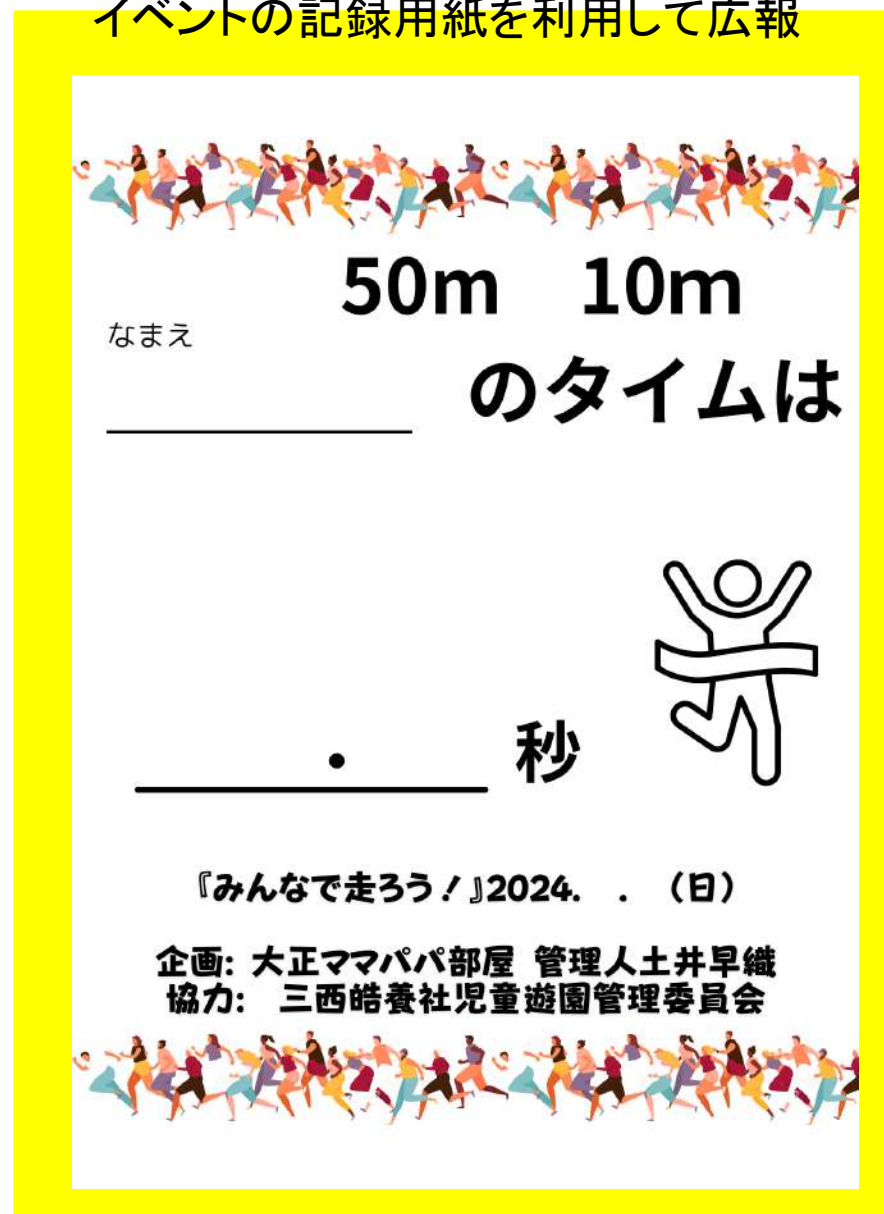 イベントの記録用紙を利用して広報
50m 10m
なまえ
のタイムは
. 秒
『みんなで走ろう！』2024. . （日）
企画: 大正ママパパ部屋 管理人土井早織
協力: 三西皓養社児童遊園管理委員会